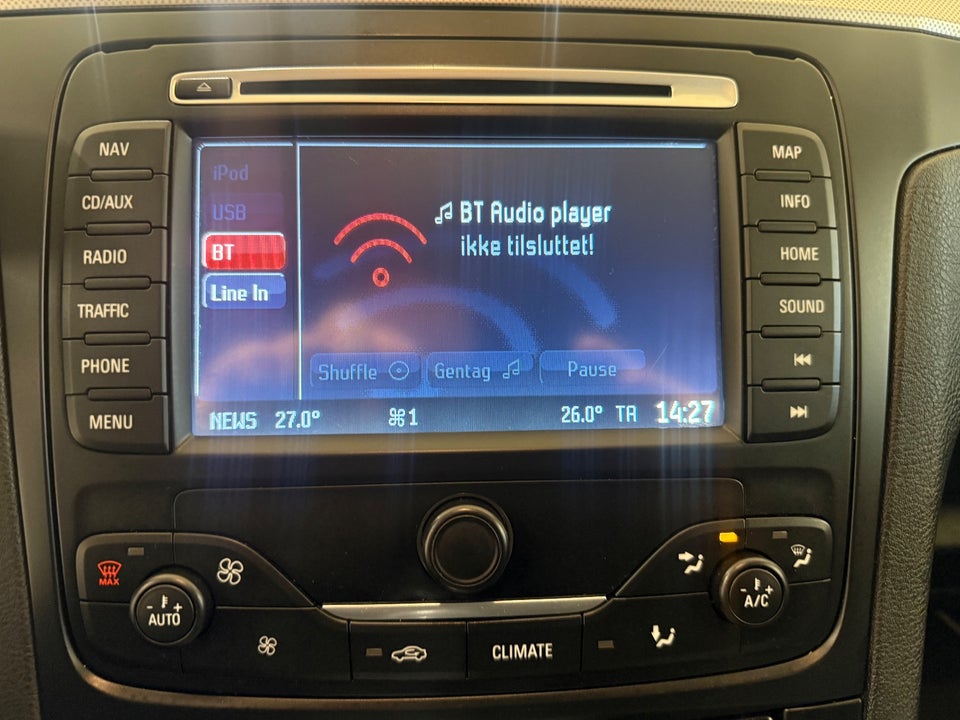 NAV
CD/AUX
RADIO
TRAFFIC
PHONE
MENU
iPod
USB
BT
Line In
BT Audio player
ikke tilsluttet!
Shuffle
Gentag
Pause
NEWS 27.0° ⌘1 26.0° TA 14:27
MAP
INFO
HOME
SOUND
MAX
- +
AUTO
CLIMATE
- +
A/C